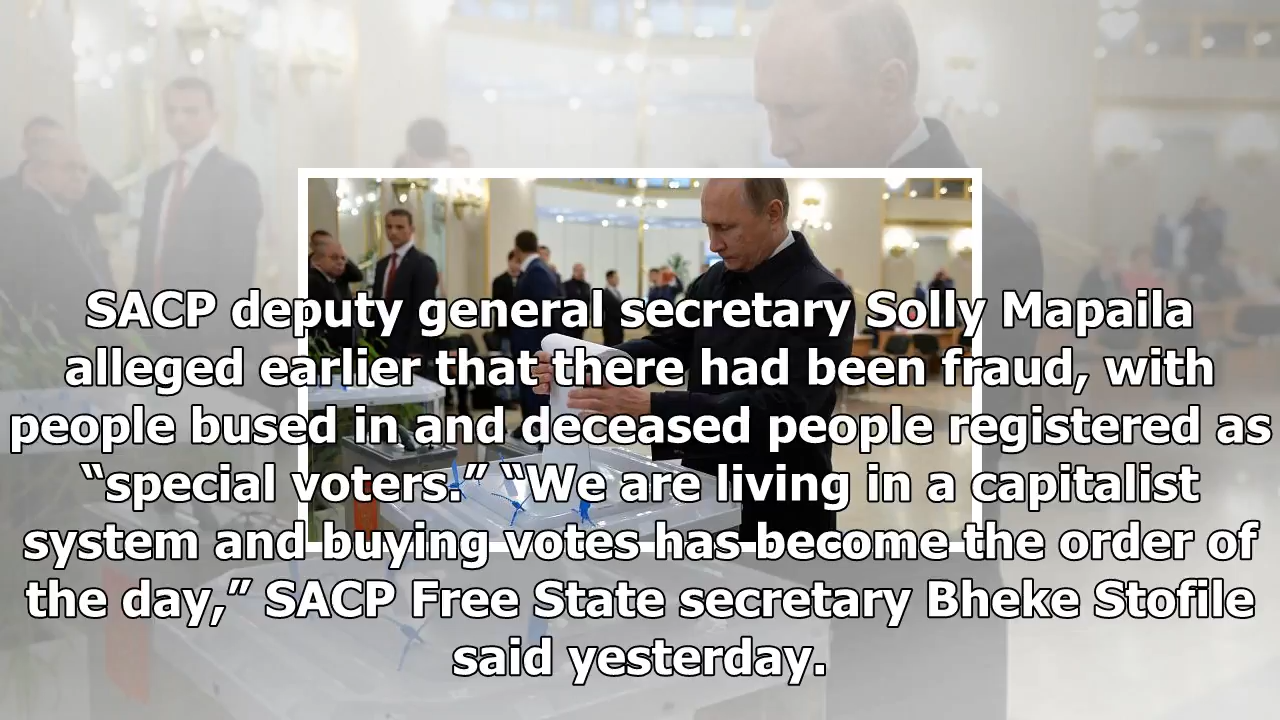 SACP deputy general secretary Solly Mapaila
alleged earlier that there had been fraud, with
people bused in and deceased people registered as
“special voters.” “We are living in a capitalist
system and buying votes has become the order of
the day,” SACP Free State secretary Bheke Stofile
said yesterday.